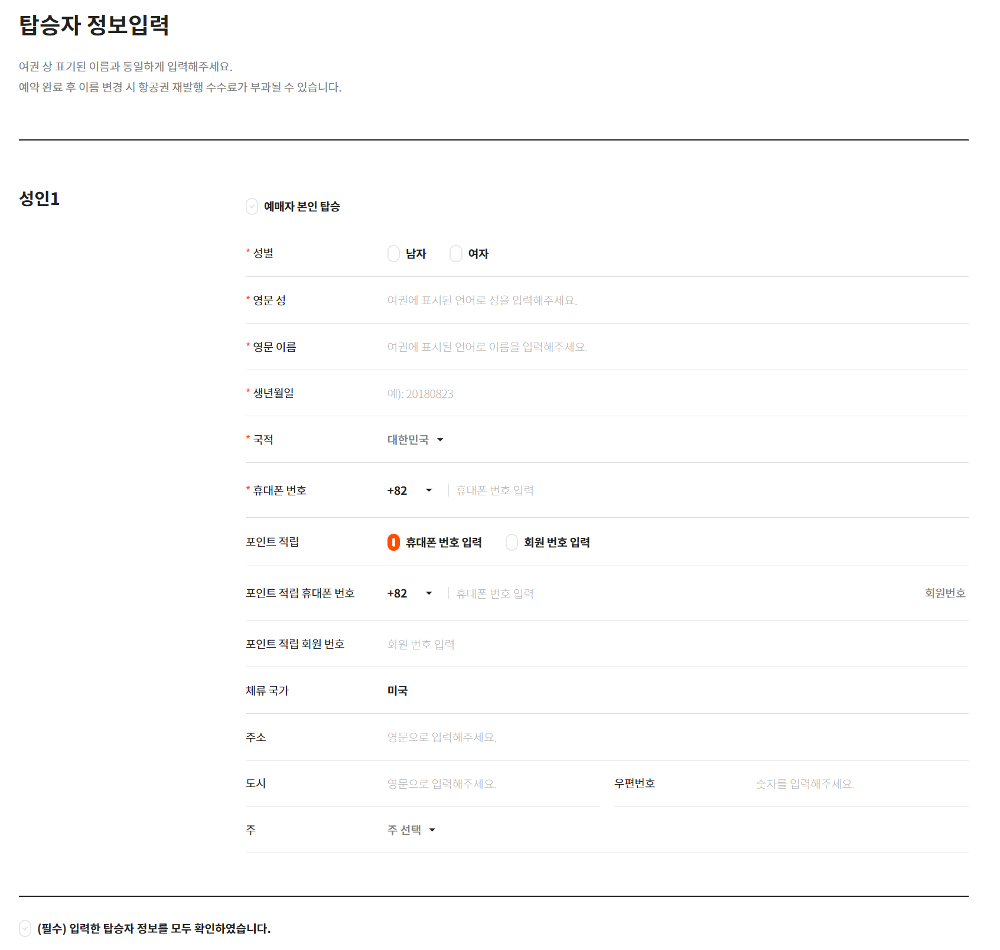 탑승자 정보입력
여권 상 표기된 이름과 동일하게 입력해주세요.
예약 완료 후 이름 변경 시 항공권 재발행 수수료가 부과될 수 있습니다.
성인1
예매자 본인 탑승
* 성별
남자
여자
* 영문 성
여권에 표시된 언어로 성을 입력해주세요.
* 영문 이름
여권에 표시된 언어로 이름을 입력해주세요.
* 생년월일
예): 20180823
* 국적
대한민국
* 휴대폰 번호
+82
휴대폰 번호 입력
포인트 적립
휴대폰 번호 입력
회원 번호 입력
포인트 적립 휴대폰 번호
+82
휴대폰 번호 입력
회원번호
포인트 적립 회원 번호
회원 번호 입력
체류 국가
미국
주소
영문으로 입력해주세요.
도시
영문으로 입력해주세요.
우편번호
숫자를 입력해주세요.
주
주 선택
(필수) 입력한 탑승자 정보를 모두 확인하였습니다.